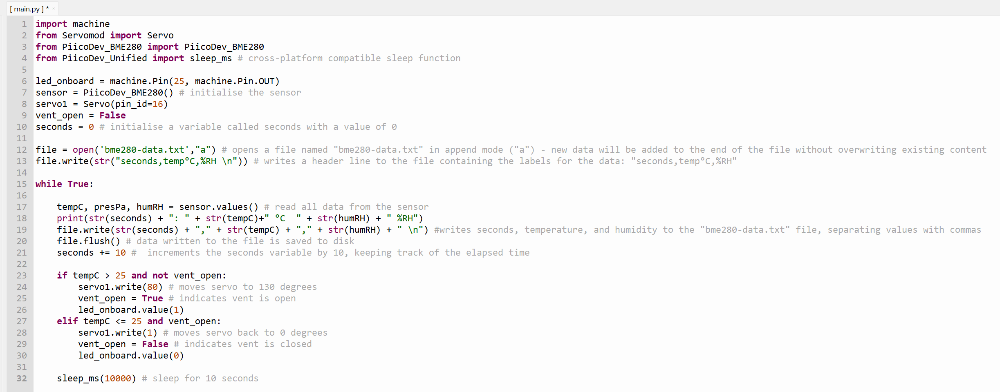 [ main.py ] * ×
1 import machine
2 from Servomod import Servo
3 from PiicoDev_BME280 import PiicoDev_BME280
4 from PiicoDev_Unified import sleep_ms # cross-platform compatible sleep function
5
6 led_onboard = machine.Pin(25, machine.Pin.OUT)
7 sensor = PiicoDev_BME280() # initialise the sensor
8 servo1 = Servo(pin_id=16)
9 vent_open = False
10 seconds = 0 # initialise a variable called seconds with a value of 0
11
12 file = open('bme280-data.txt',"a") # opens a file named "bme280-data.txt" in append mode ("a") - new data will be added to the end of the file without overwriting existing content
13 file.write(str("seconds,temp°C,%RH \n")) # writes a header line to the file containing the labels for the data: "seconds,temp°C,%RH"
14
15 while True:
16
17     tempC, presPa, humRH = sensor.values() # read all data from the sensor
18     print(str(seconds) + ": " + str(tempC)+" °C  " + str(humRH) + " %RH")
19     file.write(str(seconds) + "," + str(tempC) + "," + str(humRH) + " \n") #writes seconds, temperature, and humidity to the "bme280-data.txt" file, separating values with commas
20     file.flush() # data written to the file is saved to disk
21     seconds += 10 #  increments the seconds variable by 10, keeping track of the elapsed time
22
23     if tempC > 25 and not vent_open:
24         servo1.write(80) # moves servo to 130 degrees
25         vent_open = True # indicates vent is open
26         led_onboard.value(1)
27     elif tempC <= 25 and vent_open:
28         servo1.write(1) # moves servo back to 0 degrees
29         vent_open = False # indicates vent is closed
30         led_onboard.value(0)
31
32     sleep_ms(10000) # sleep for 10 seconds